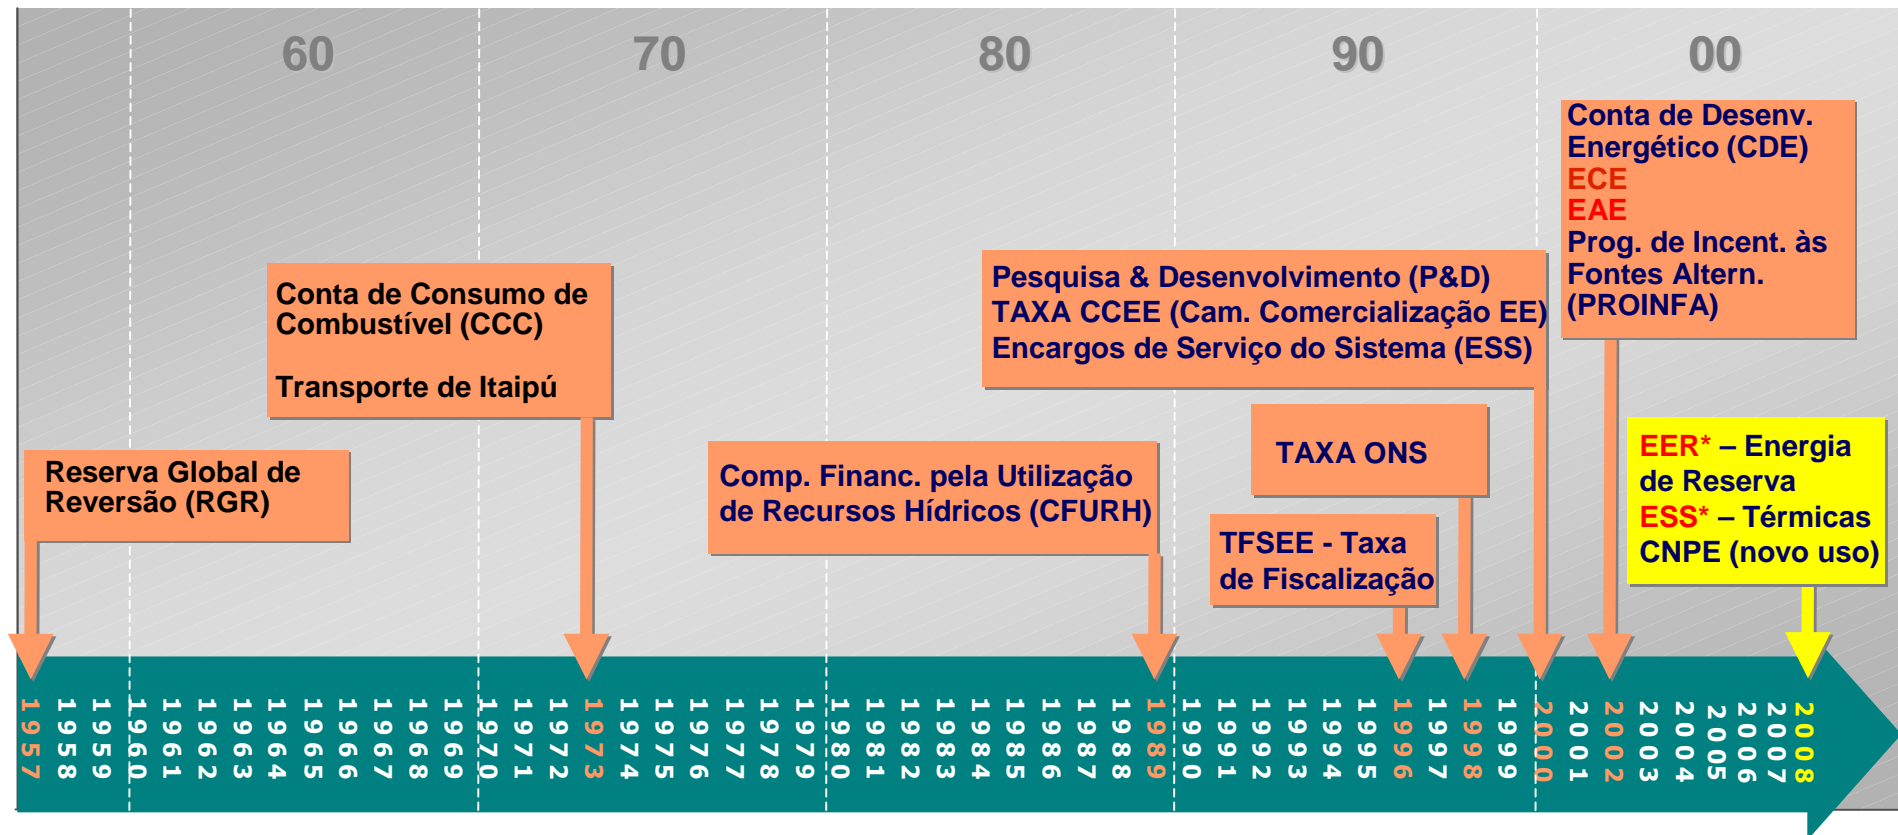 60
70
80
90
00
Conta de Desenv.
Energético (CDE)
ECE
EAE
Prog. de Incent. às
Fontes Altern.
(PROINFA)
Pesquisa & Desenvolvimento (P&D)
TAXA CCEE (Cam. Comercialização EE)
Encargos de Serviço do Sistema (ESS)
Conta de Consumo de
Combustível (CCC)
Transporte de Itaipú
TAXA ONS
EER* – Energia
de Reserva
ESS* – Térmicas
CNPE (novo uso)
Reserva Global de
Reversão (RGR)
Comp. Financ. pela Utilização
de Recursos Hídricos (CFURH)
TFSEE - Taxa
de Fiscalização
1957
1958
1959
1960
1961
1962
1963
1964
1965
1966
1967
1968
1969
1970
1971
1972
1973
1974
1975
1976
1977
1978
1979
1980
1981
1982
1983
1984
1985
1986
1987
1988
1989
1990
1991
1992
1993
1994
1995
1996
1997
1998
1999
2000
2001
2002
2003
2004
2005
2006
2007
2008